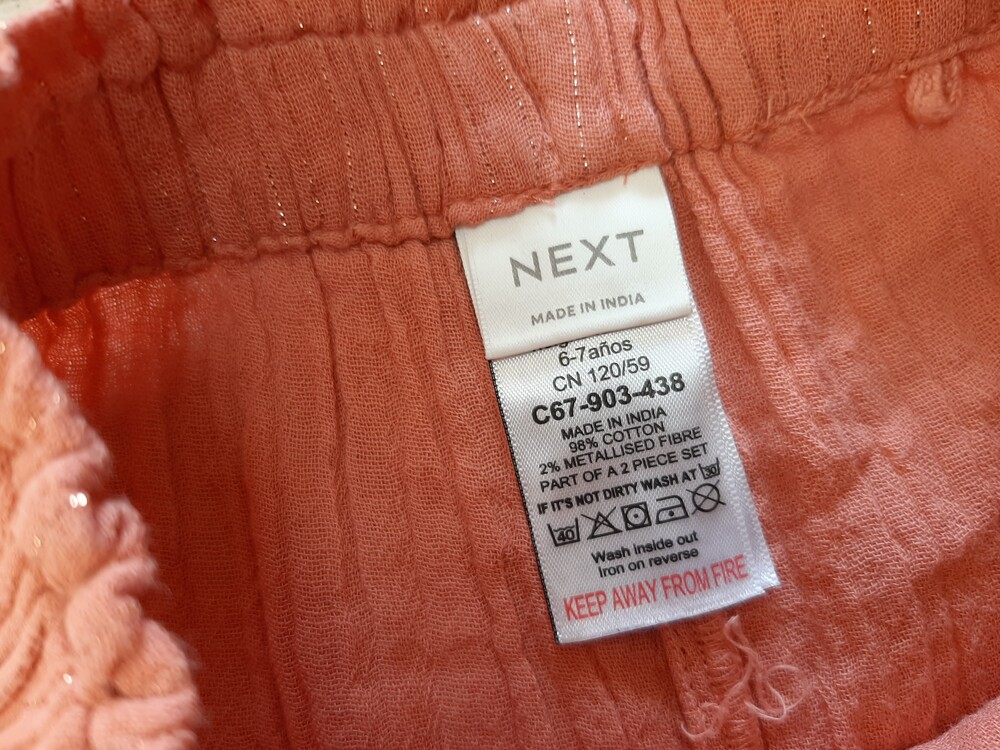 NEXT
MADE IN INDIA
6-7años
CN 120/59
C67-903-438
MADE IN INDIA
98% COTTON
2% METALLISED FIBRE
PART OF A 2 PIECE SET
IF IT'S NOT DIRTY WASH AT 30
40
Wash inside out
Iron on reverse
KEEP AWAY FROM FIRE